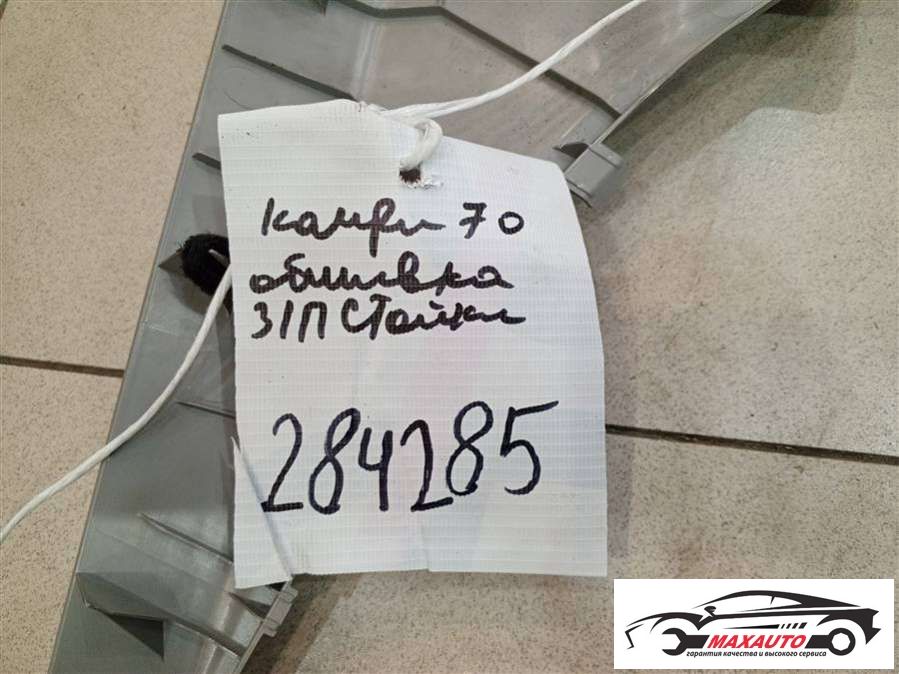 камри 70
обшивка
З/П стойки
284285
MAXAUTO
гарантия качества и высокого сервиса